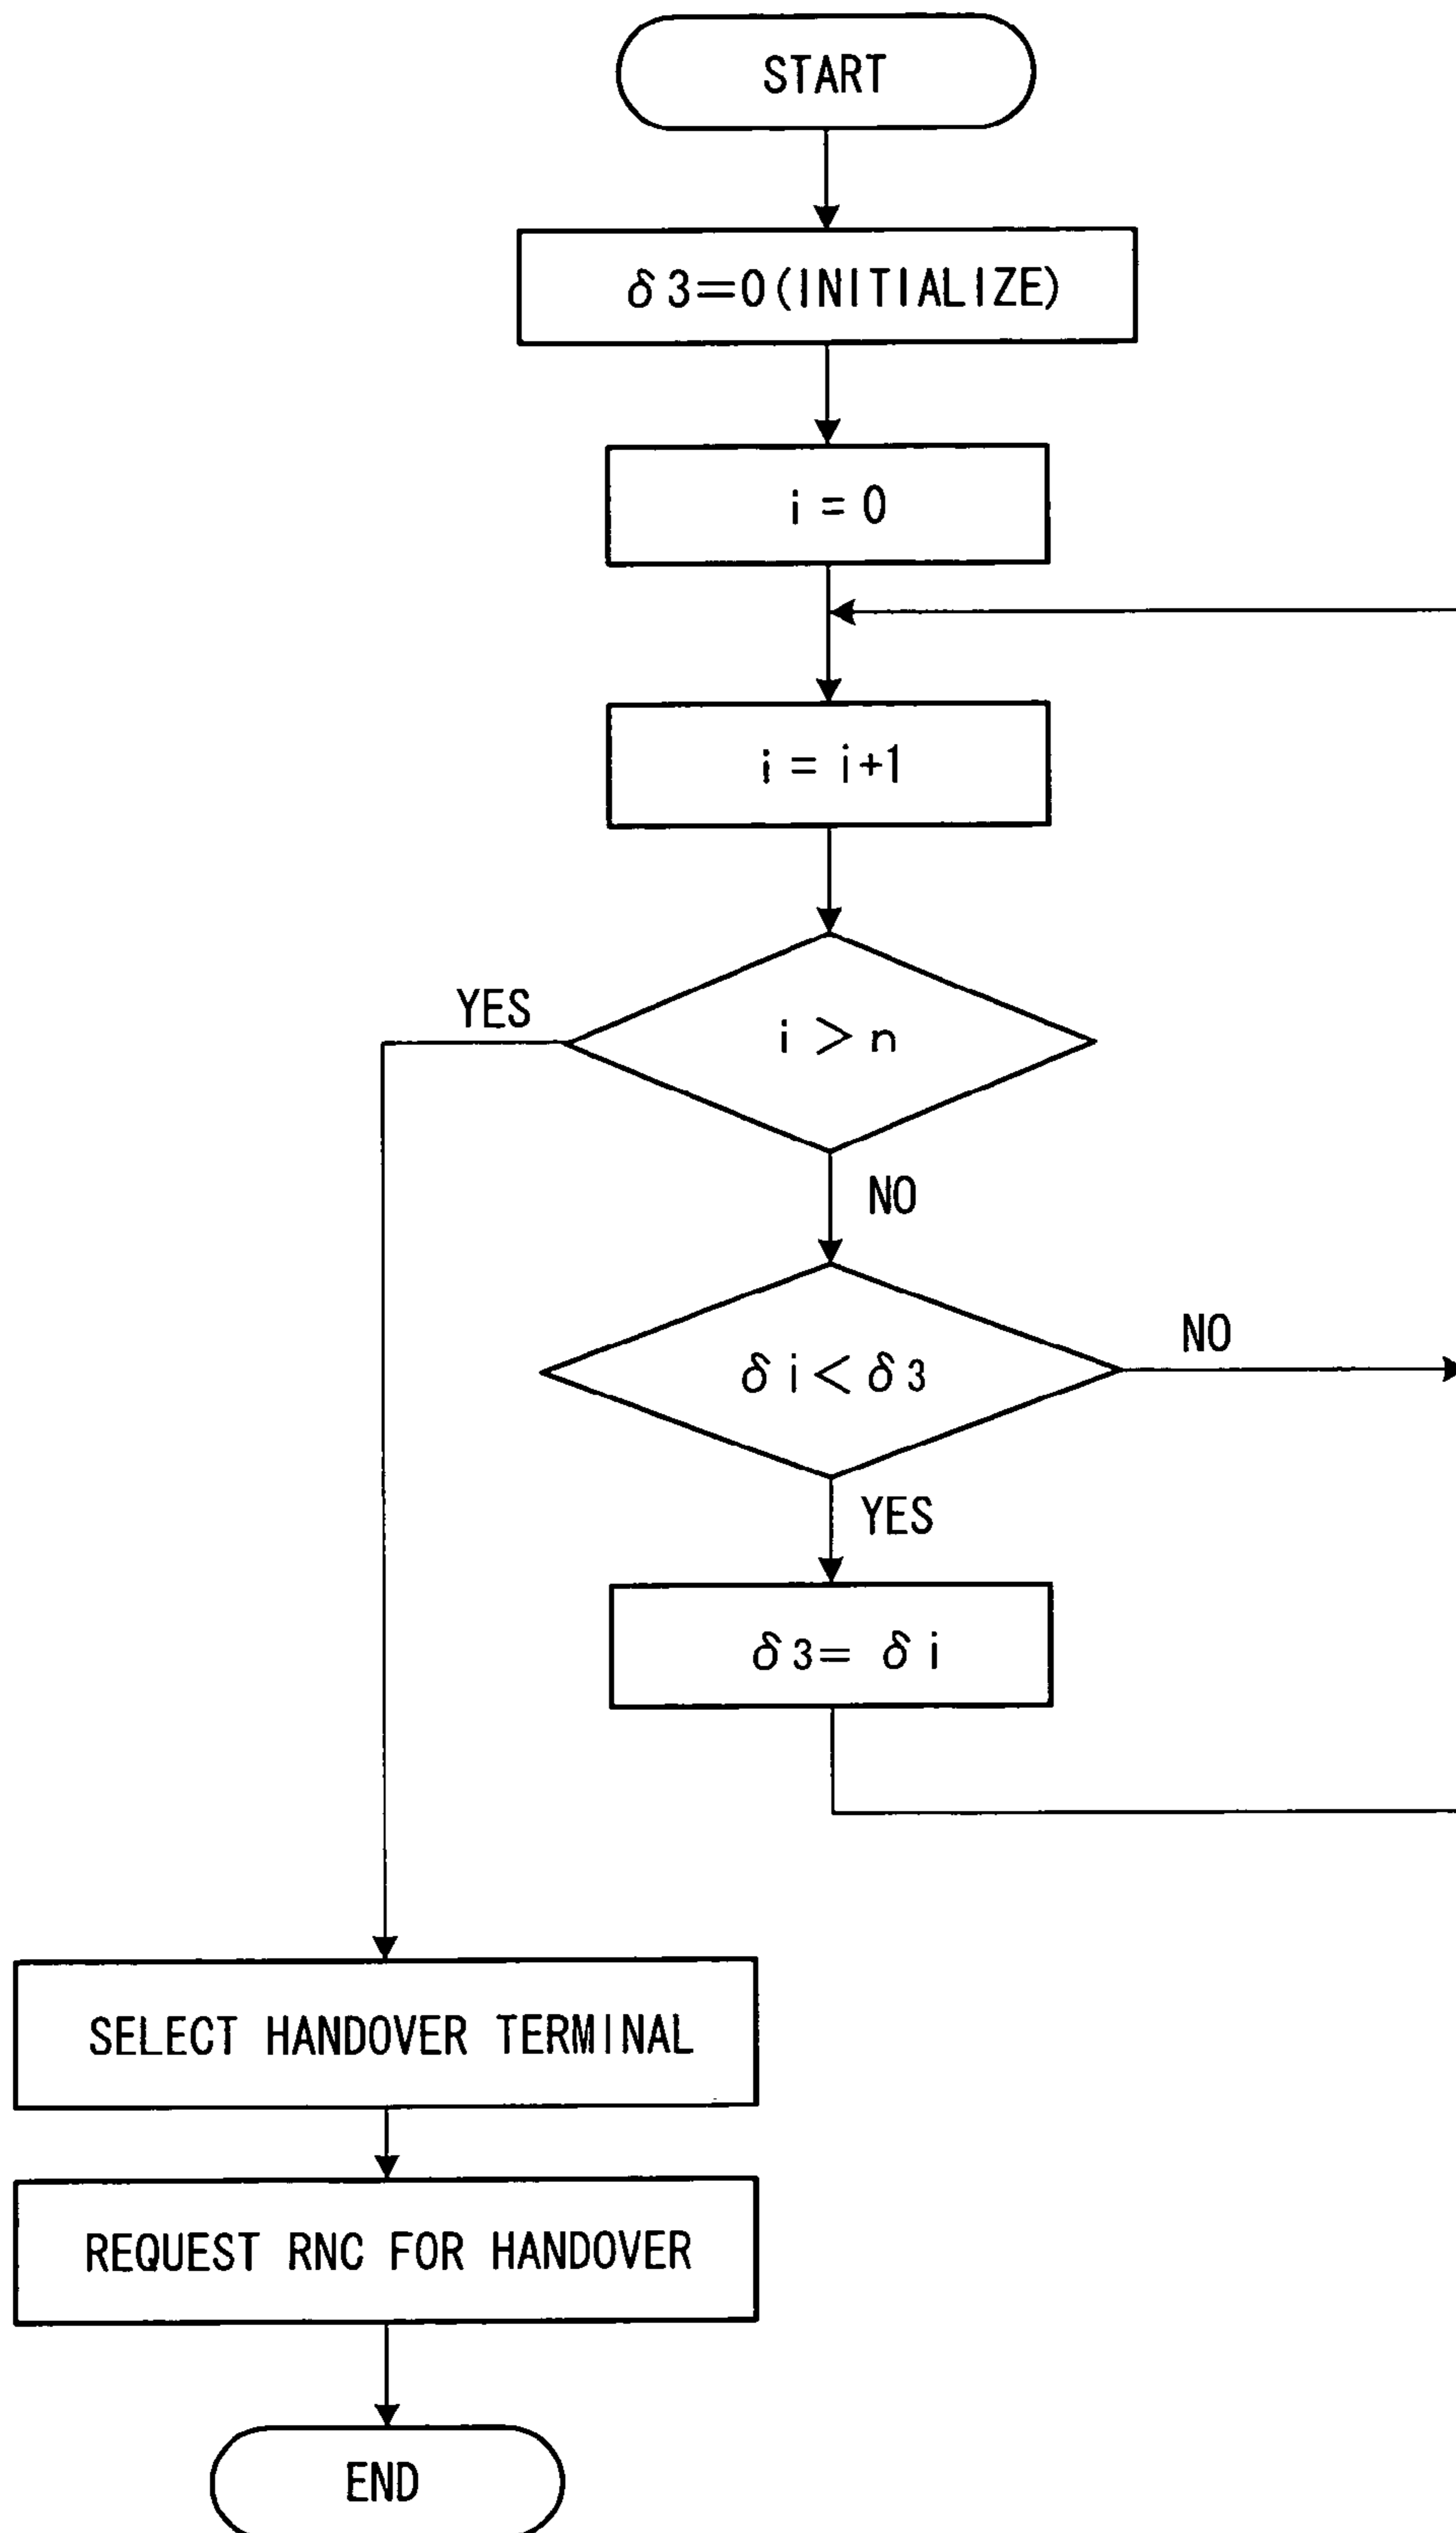 START
δ3=0(INITIALIZE)
i = 0
i = i+1
YES
i > n
NO
δi<δ3
NO
YES
δ3= δi
SELECT HANDOVER TERMINAL
REQUEST RNC FOR HANDOVER
END